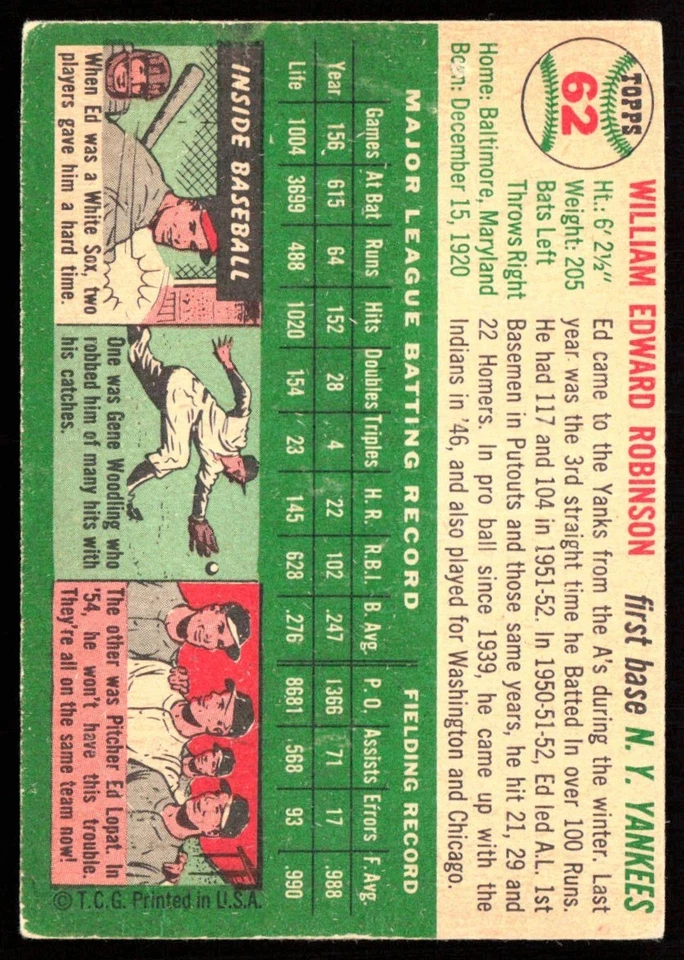 TOPPS
62
WILLIAM EDWARD ROBINSON
first base N. Y. YANKEES
Ht.: 6' 2½"
Weight: 205
Bats Left
Throws Right
Home: Baltimore, Maryland
Born: December 15, 1920
Ed came to the Yanks from the A's during the winter. Last
year was the 3rd straight time he Batted In over 100 Runs.
He had 117 and 104 in 1951-52. In 1950-51-52, Ed led A.L. 1st
Basemen in Putouts and those same years, he hit 21, 29 and
22 Homers. In pro ball since 1939, he came up with the
Indians in '46, and also played for Washington and Chicago.
MAJOR LEAGUE BATTING RECORD
FIELDING RECORD
Games At Bat Runs Hits Doubles Triples H. R. R.B.I. B. Avg. P. O. Assists Errors F Avg
Year 156 615 64 152 28 4 22 102 .247 1366 71 17 .988
Life 1004 3699 488 1020 154 23 145 628 .276 8681 568 93 .990
INSIDE BASEBALL
When Ed was a White Sox, two
players gave him a hard time.
One was Gene Woodling who
robbed him of many hits with
his catches.
The other was Pitcher Ed Lopat. In
'54, he won't have this trouble.
They're all on the same team now!
© T.C.G. Printed in U.S.A.